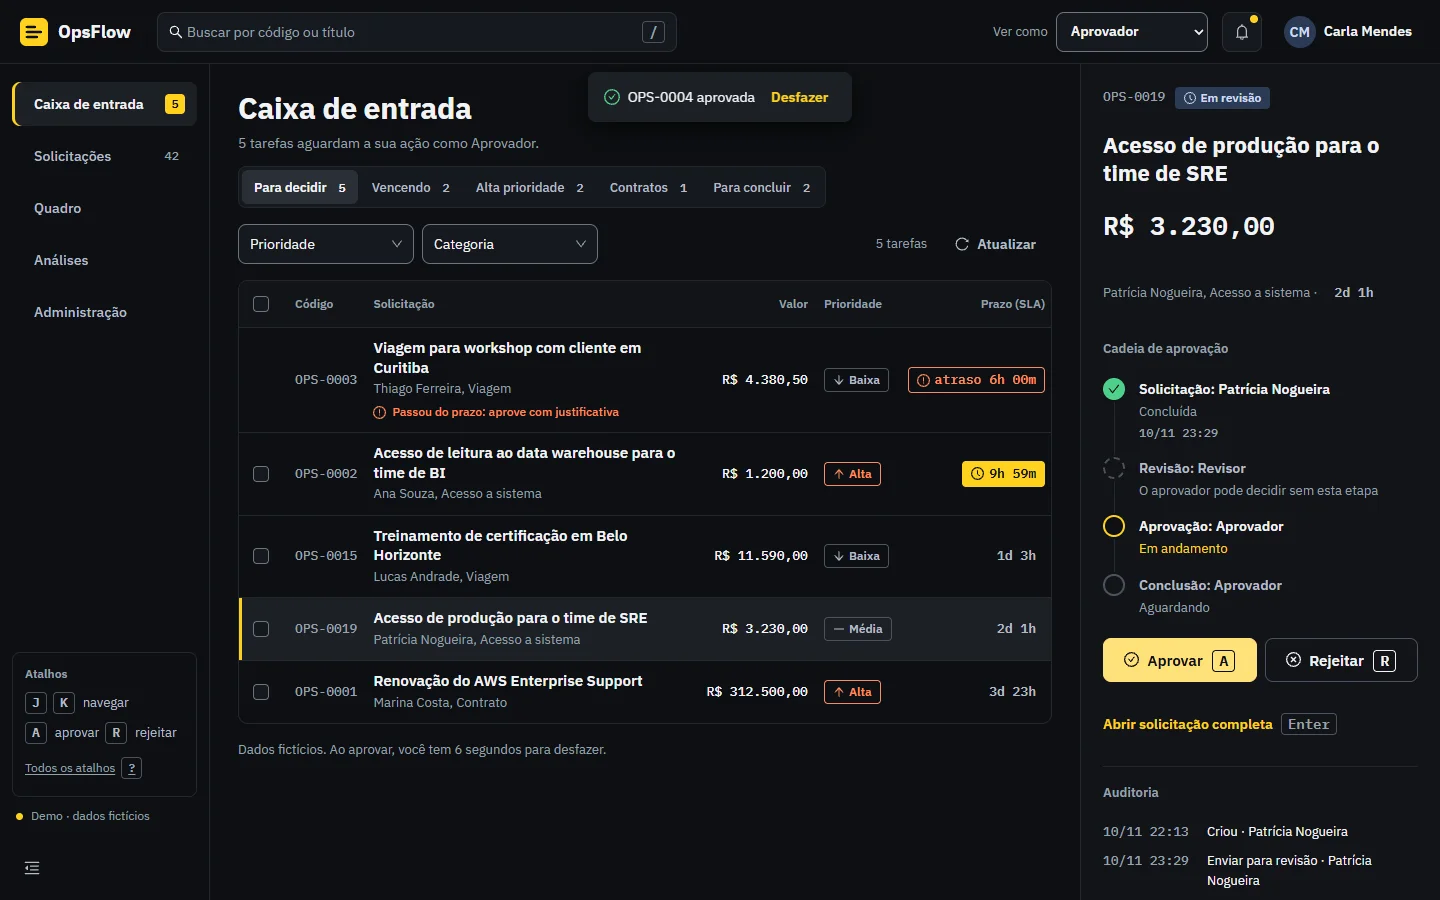 OpsFlow
Buscar por código ou título
/
Ver como
Aprovador
CM
Carla Mendes
Caixa de entrada 5
Solicitações 42
Quadro
Análises
Administração
Atalhos
J K navegar
A aprovar R rejeitar
Todos os atalhos ?
Demo · dados fictícios
OPS-0004 aprovada Desfazer
Caixa de entrada
5 tarefas aguardam a sua ação como Aprovador.
Para decidir 5 Vencendo 2 Alta prioridade 2 Contratos 1 Para concluir 2
Prioridade
Categoria
5 tarefas
Atualizar
Código Solicitação Valor Prioridade Prazo (SLA)
Viagem para workshop com cliente em
Curitiba
OPS-0003 R$ 4.380,50 Baixa atraso 6h 00m
Thiago Ferreira, Viagem
Passou do prazo: aprove com justificativa
Acesso de leitura ao data warehouse para o
time de BI
OPS-0002 R$ 1.200,00 Alta 9h 59m
Ana Souza, Acesso a sistema
Treinamento de certificação em Belo
Horizonte
OPS-0015 R$ 11.590,00 Baixa 1d 3h
Lucas Andrade, Viagem
Acesso de produção para o time de SRE
OPS-0019 R$ 3.230,00 Média 2d 1h
Patrícia Nogueira, Acesso a sistema
Renovação do AWS Enterprise Support
OPS-0001 R$ 312.500,00 Alta 3d 23h
Marina Costa, Contrato
Dados fictícios. Ao aprovar, você tem 6 segundos para desfazer.
OPS-0019 Em revisão
Acesso de produção para o
time de SRE
R$ 3.230,00
Patrícia Nogueira, Acesso a sistema · 2d 1h
Cadeia de aprovação
Solicitação: Patrícia Nogueira
Concluída
10/11 23:29
Revisão: Revisor
O aprovador pode decidir sem esta etapa
Aprovação: Aprovador
Em andamento
Conclusão: Aprovador
Aguardando
Aprovar A
Rejeitar R
Abrir solicitação completa Enter
Auditoria
10/11 22:13 Criou · Patrícia Nogueira
10/11 23:29 Enviar para revisão · Patrícia
Nogueira